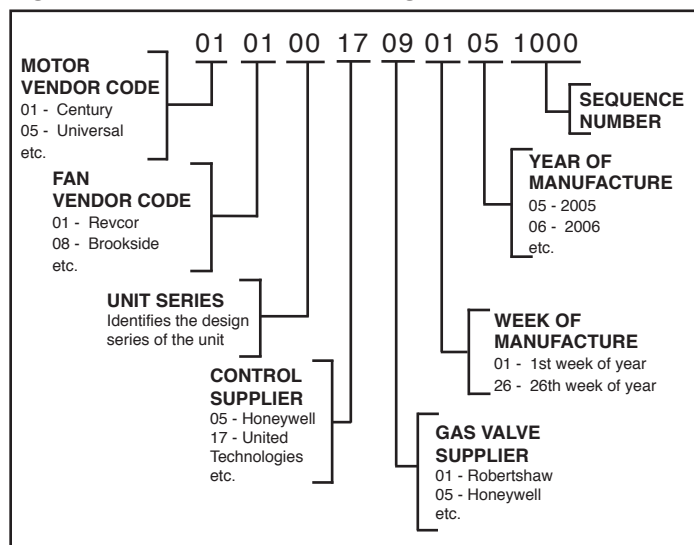 01 01 00 17 09 01 05 1000
MOTOR
VENDOR CODE
01 - Century
05 - Universal
etc.
FAN
VENDOR CODE
01 - Revcor
08 - Brookside
etc.
UNIT SERIES
Identifies the design
series of the unit
CONTROL
SUPPLIER
05 - Honeywell
17 - United
Technologies
etc.
SEQUENCE
NUMBER
YEAR OF
MANUFACTURE
05 - 2005
06 - 2006
etc.
WEEK OF
MANUFACTURE
01 - 1st week of year
26 - 26th week of year
GAS VALVE
SUPPLIER
01 - Robertshaw
05 - Honeywell
etc.